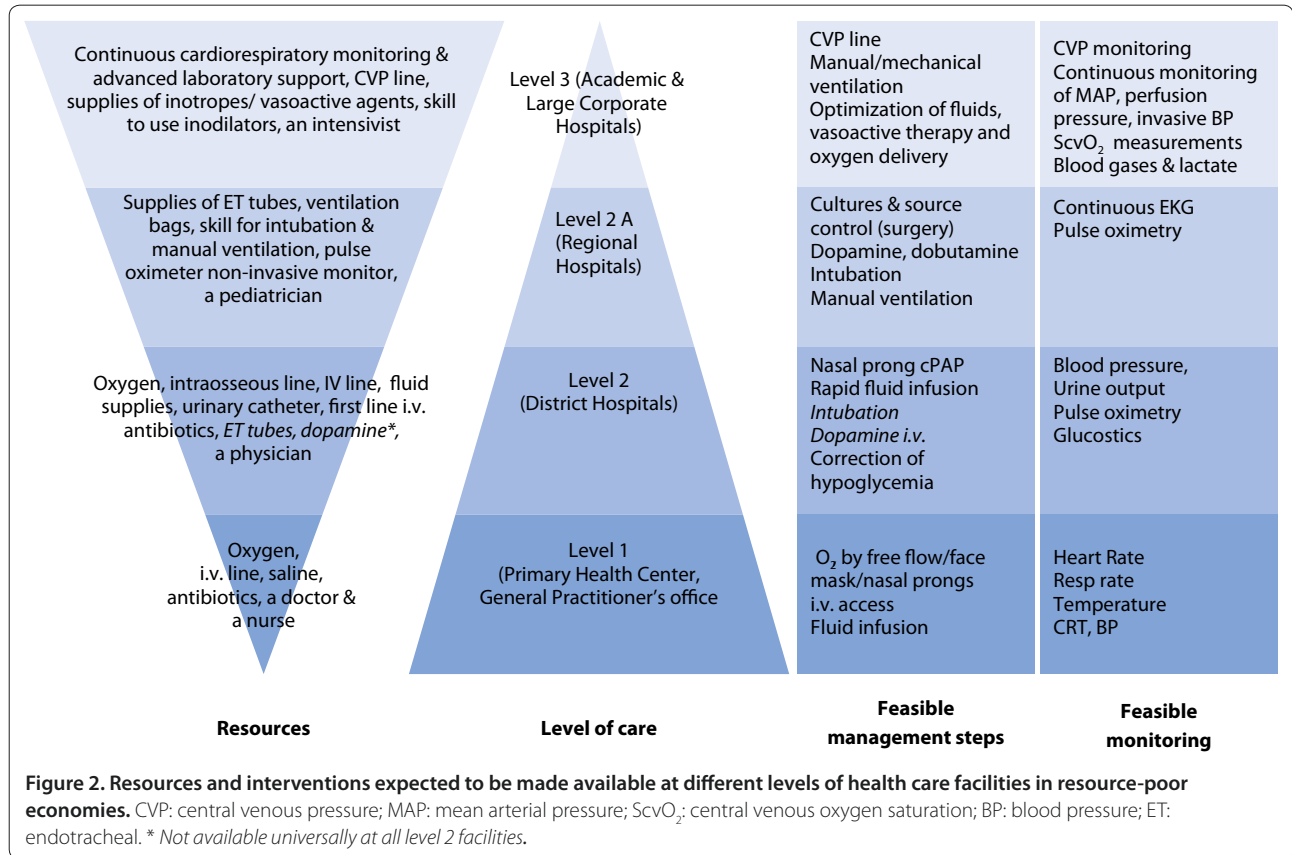 Continuous cardiorespiratory monitoring &
advanced laboratory support, CVP line,
supplies of inotropes/ vasoactive agents, skill
to use inodilators, an intensivist
Level 3 (Academic &
Large Corporate
Hospitals)
CVP line
Manual/mechanical
ventilation
Optimization of fluids,
vasoactive therapy and
oxygen delivery
CVP monitoring
Continuous monitoring
of MAP, perfusion
pressure, invasive BP
ScvO₂ measurements
Blood gases & lactate
Supplies of ET tubes, ventilation
bags, skill for intubation &
manual ventilation, pulse
oximeter non-invasive monitor,
a pediatrician
Level 2 A
(Regional
Hospitals)
Cultures & source
control (surgery)
Dopamine, dobutamine
Intubation
Manual ventilation
Continuous EKG
Pulse oximetry
Oxygen, intraosseous line, IV line, fluid
supplies, urinary catheter, first line i.v.
antibiotics, ET tubes, dopamine*,
a physician
Level 2
(District Hospitals)
Nasal prong cPAP
Rapid fluid infusion
Intubation
Dopamine i.v.
Correction of
hypoglycemia
Blood pressure,
Urine output
Pulse oximetry
Glucostics
Oxygen,
i.v. line, saline,
antibiotics, a doctor &
a nurse
Level 1
(Primary Health Center,
General Practitioner's office
O₂ by free flow/face
mask/nasal prongs
i.v. access
Fluid infusion
Heart Rate
Resp rate
Temperature
CRT, BP
Resources
Level of care
Feasible
management steps
Feasible
monitoring
Figure 2. Resources and interventions expected to be made available at different levels of health care facilities in resource-poor
economies. CVP: central venous pressure; MAP: mean arterial pressure; ScvO₂: central venous oxygen saturation; BP: blood pressure; ET:
endotracheal. * Not available universally at all level 2 facilities.